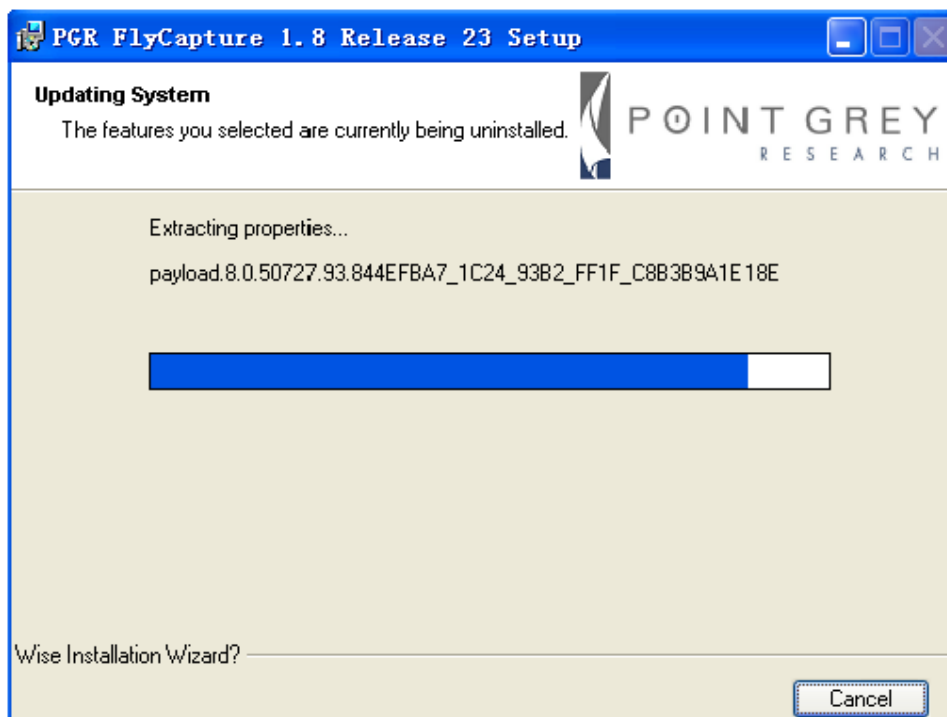 PGR FlyCapture 1.8 Release 23 Setup
Updating System
The features you selected are currently being uninstalled.
POINT GREY
RESEARCH
Extracting properties...
payload.8.0.50727.93.844EFBA7_1C24_93B2_FF1F_C8B3B9A1E18E
Wise Installation Wizard?
Cancel